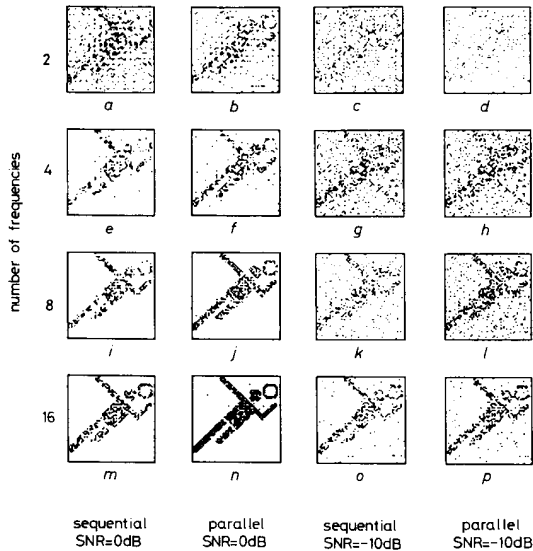 2
a
b
c
d
4
e
f
g
h
number of frequencies
8
i
j
k
l
16
m
n
o
p
sequential parallel sequential parallel
SNR=0dB SNR=0dB SNR=-10dB SNR=-10dB